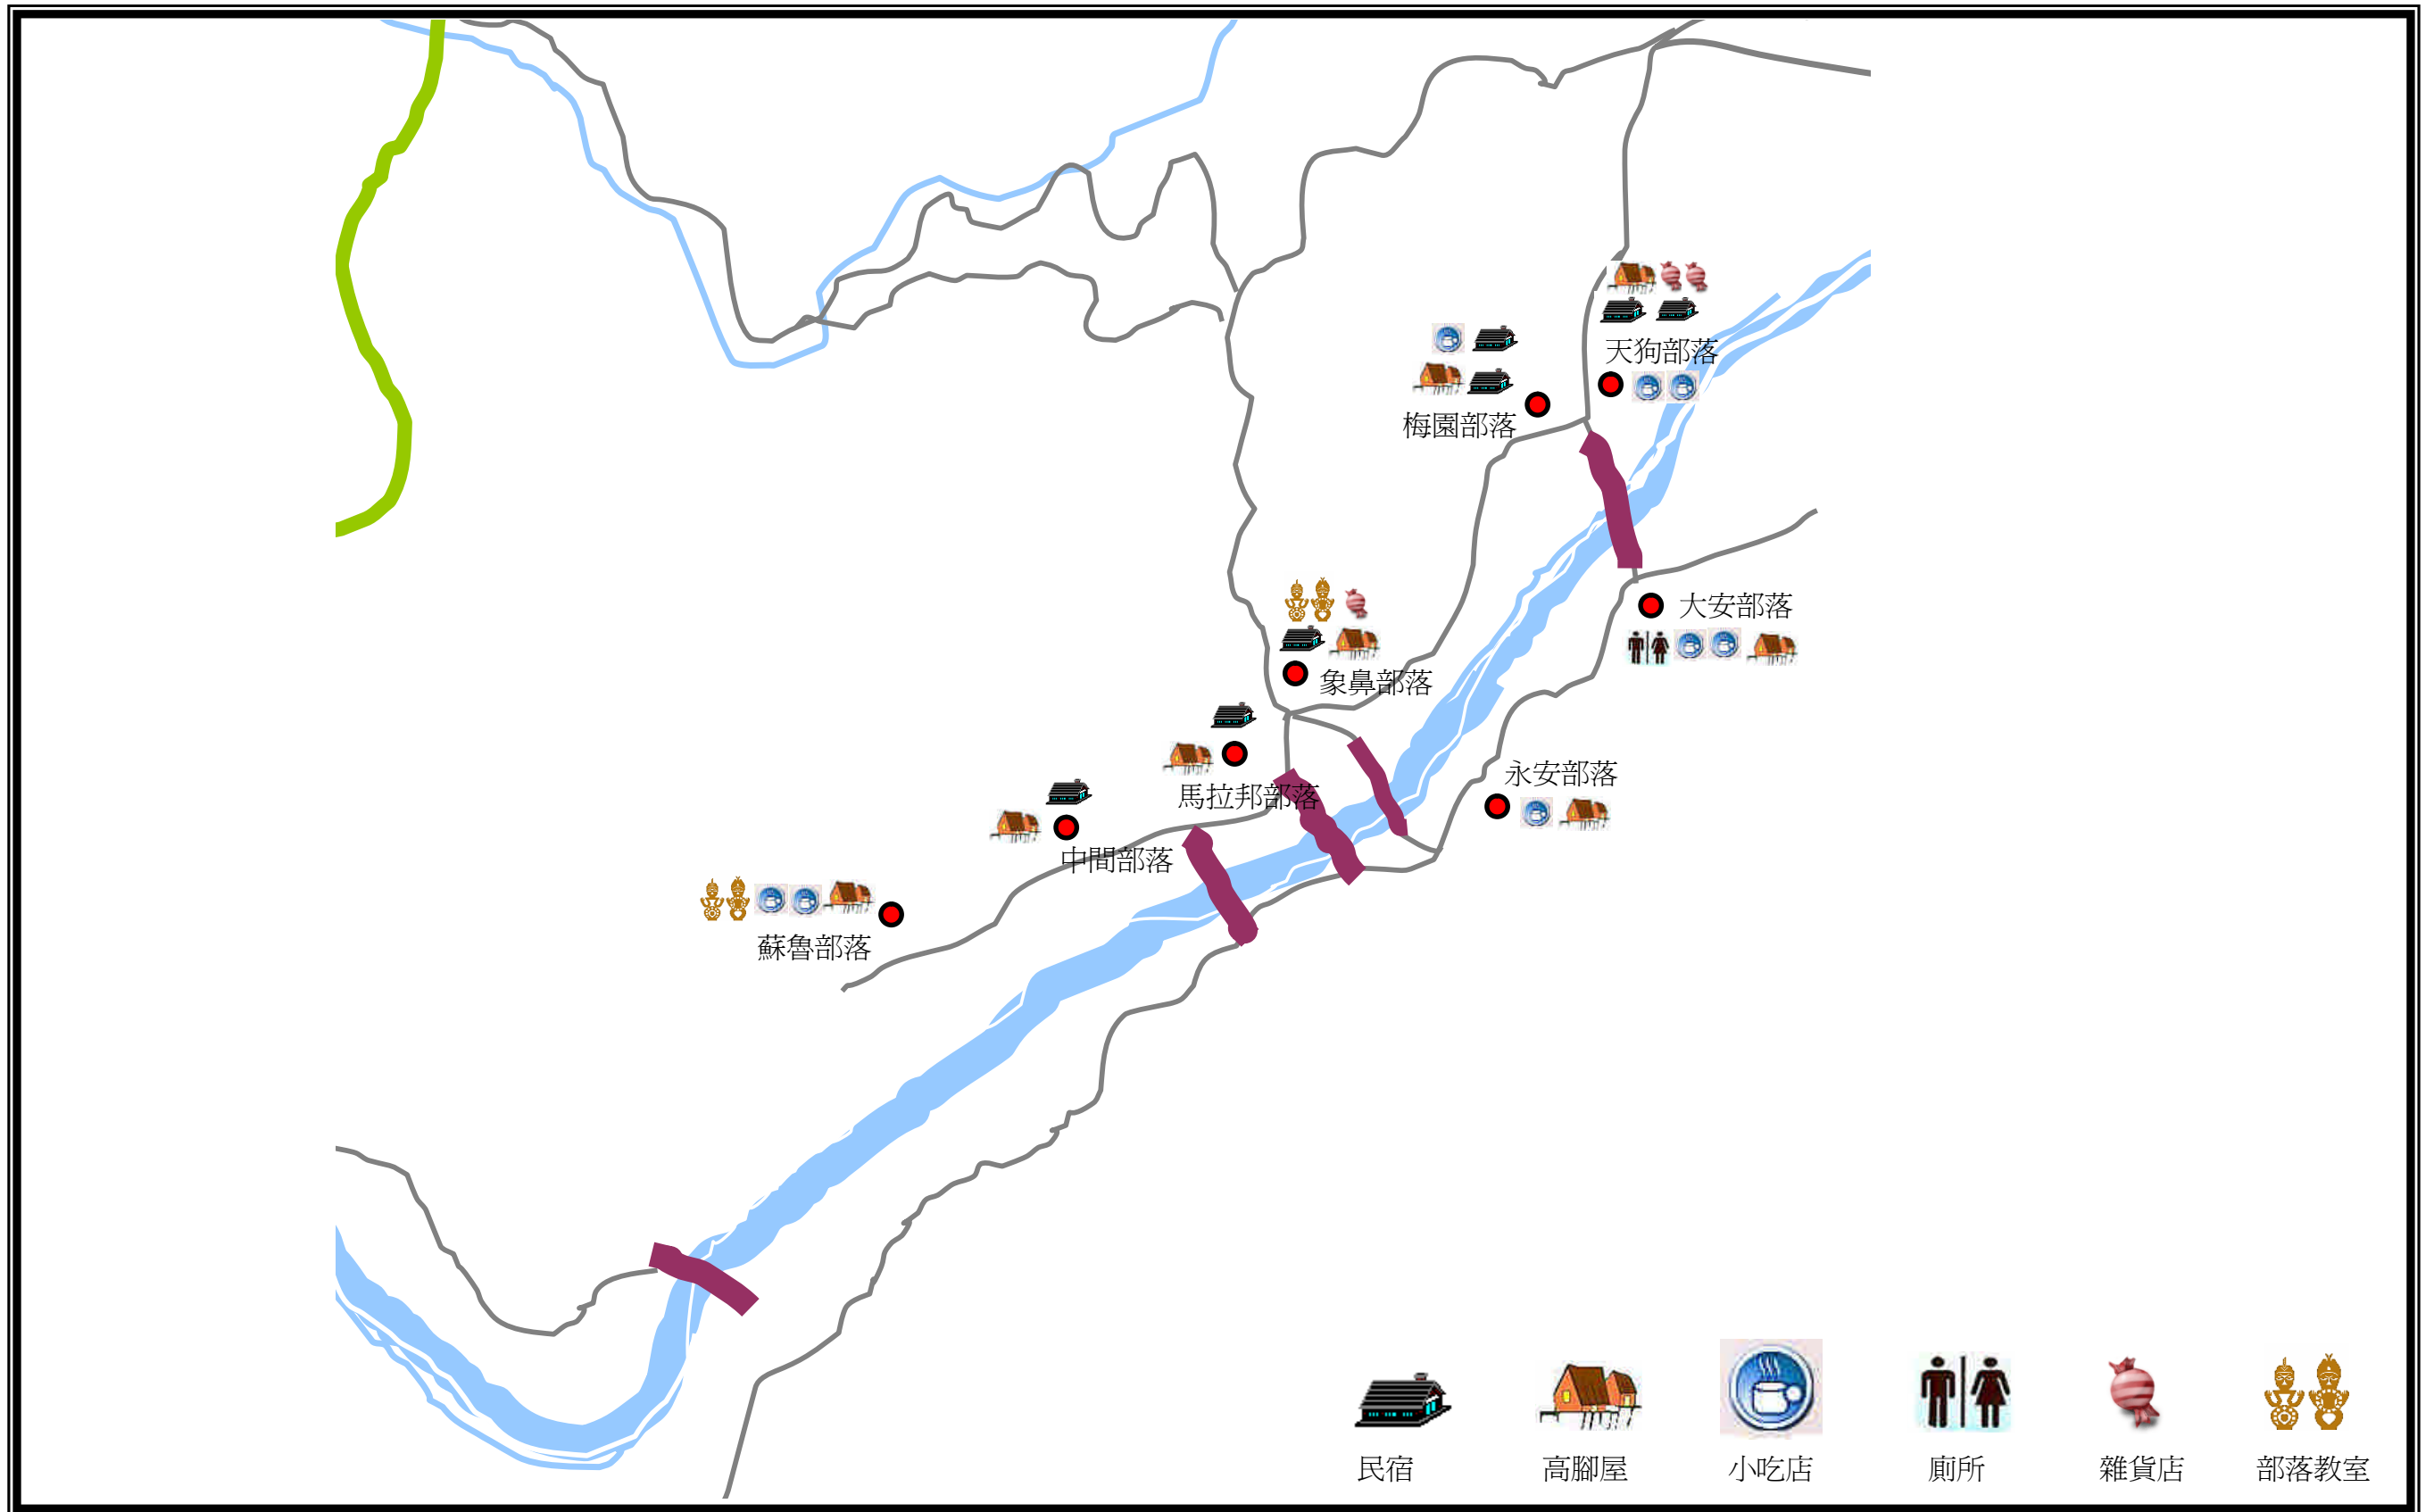 天狗部落
梅園部落
大安部落
象鼻部落
永安部落
馬拉邦部落
中間部落
蘇魯部落
民宿
高腳屋
小吃店
廁所
雜貨店
部落教室